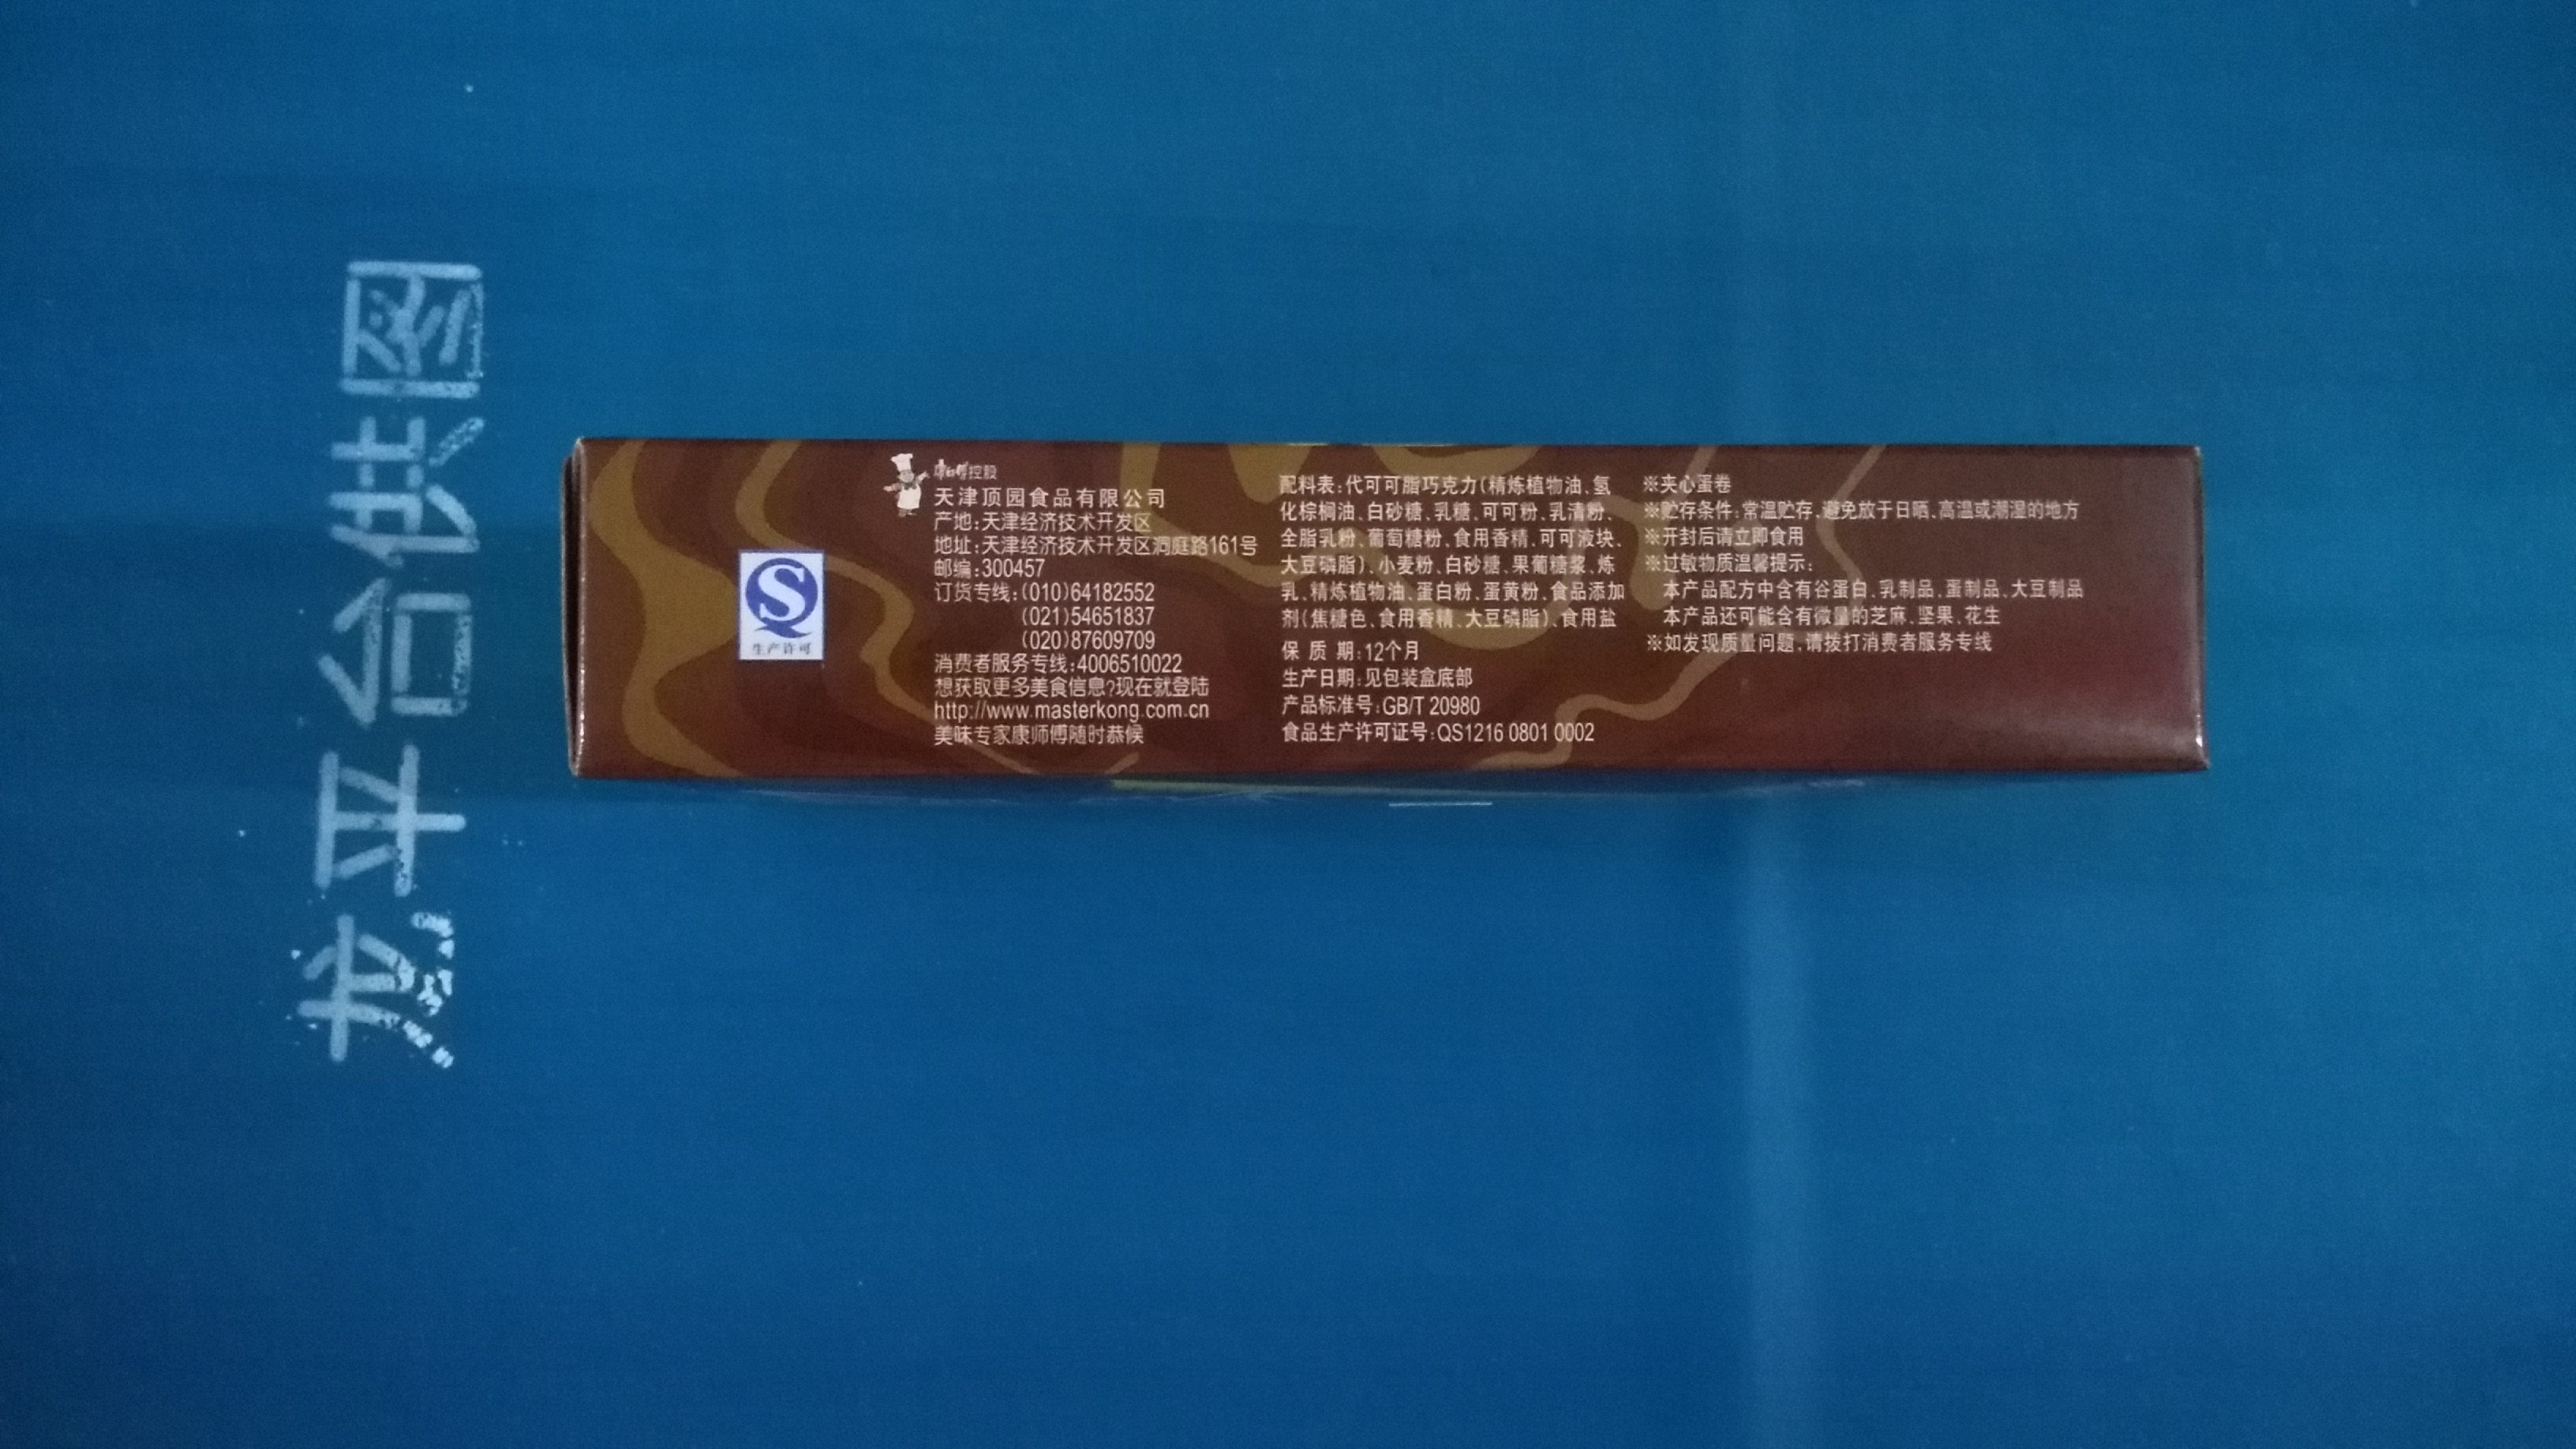 龙平台供图
康师傅控股
天津顶园食品有限公司
产地:天津经济技术开发区
地址:天津经济技术开发区洞庭路161号
邮编:300457
订货专线:(010)64182552
(021)54651837
(020)87609709
消费者服务专线:4006510022
想获取更多美食信息?现在就登陆
http://www.masterkong.com.cn
美味专家康师傅随时恭候
生产许可
配料表:代可可脂巧克力(精炼植物油、氢
化棕榈油、白砂糖、乳糖、可可粉、乳清粉、
全脂乳粉、葡萄糖粉、食用香精、可可液块、
大豆磷脂)、小麦粉、白砂糖、果葡糖浆、炼
乳、精炼植物油、蛋白粉、蛋黄粉、食品添加
剂(焦糖色、食用香精、大豆磷脂)、食用盐
保 质 期:12个月
生产日期:见包装盒底部
产品标准号:GB/T 20980
食品生产许可证号:QS1216 0801 0002
※夹心蛋卷
※贮存条件:常温贮存,避免放于日晒、高温或潮湿的地方
※开封后请立即食用
※过敏物质温馨提示:
本产品配方中含有谷蛋白、乳制品、蛋制品、大豆制品
本产品还可能含有微量的芝麻、坚果、花生
※如发现质量问题,请拨打消费者服务专线